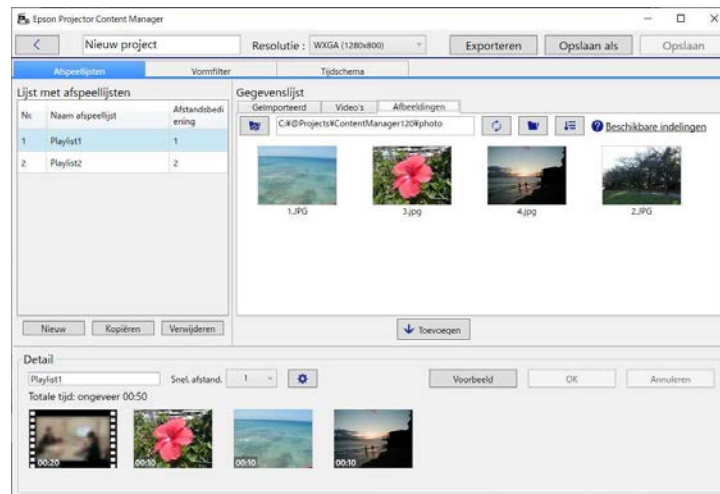 Epson Projector Content Manager
Nieuw project
Resolutie :
WXGA (1280x800)
Exporteren
Opslaan als
Opslaan
Afspeellijsten
Vormfilter
Tijdschema
Lijst met afspeellijsten
Nr.
Naam afspeellijst
Afstandsbedi
ening
1
Playlist1
1
2
Playlist2
2
Nieuw
Kopiëren
Verwijderen
Gegevenslijst
Geïmporteerd
Video's
Afbeeldingen
C:¥@Projects¥ContentManager120¥photo
Beschikbare indelingen
1.JPG
3.jpg
4.jpg
2.JPG
Toevoegen
Detail
Playlist1
Snel. afstand.
1
Voorbeeld
OK
Annuleren
Totale tijd: ongeveer 00:50
00:20
00:10
00:10
00:10